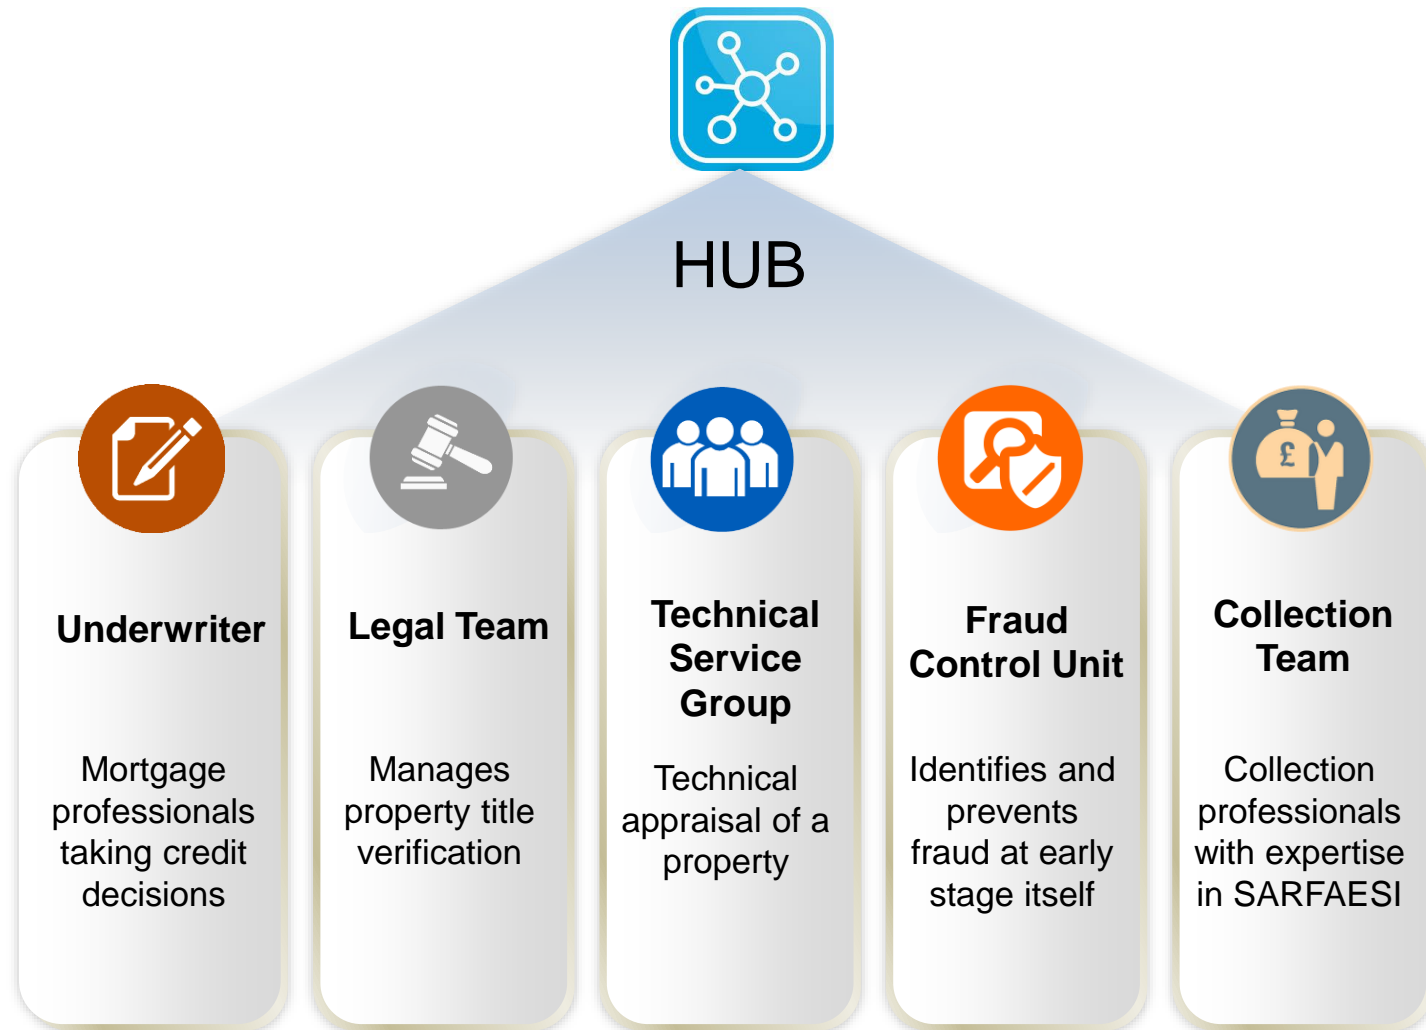 HUB
Underwriter
Mortgage
professionals
taking credit
decisions
Legal Team
Manages
property title
verification
Technical
Service
Group
Technical
appraisal of a
property
Fraud
Control Unit
Identifies and
prevents
fraud at early
stage itself
£
Collection
Team
Collection
professionals
with expertise
in SARFAESI